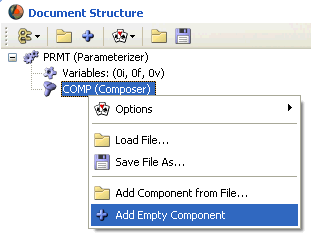 Document Structure
PRMT (Parameterizer)
Variables: (0i, 0f, 0v)
COMP (Composer)
Options
Load File...
Save File As...
Add Component from File...
Add Empty Component